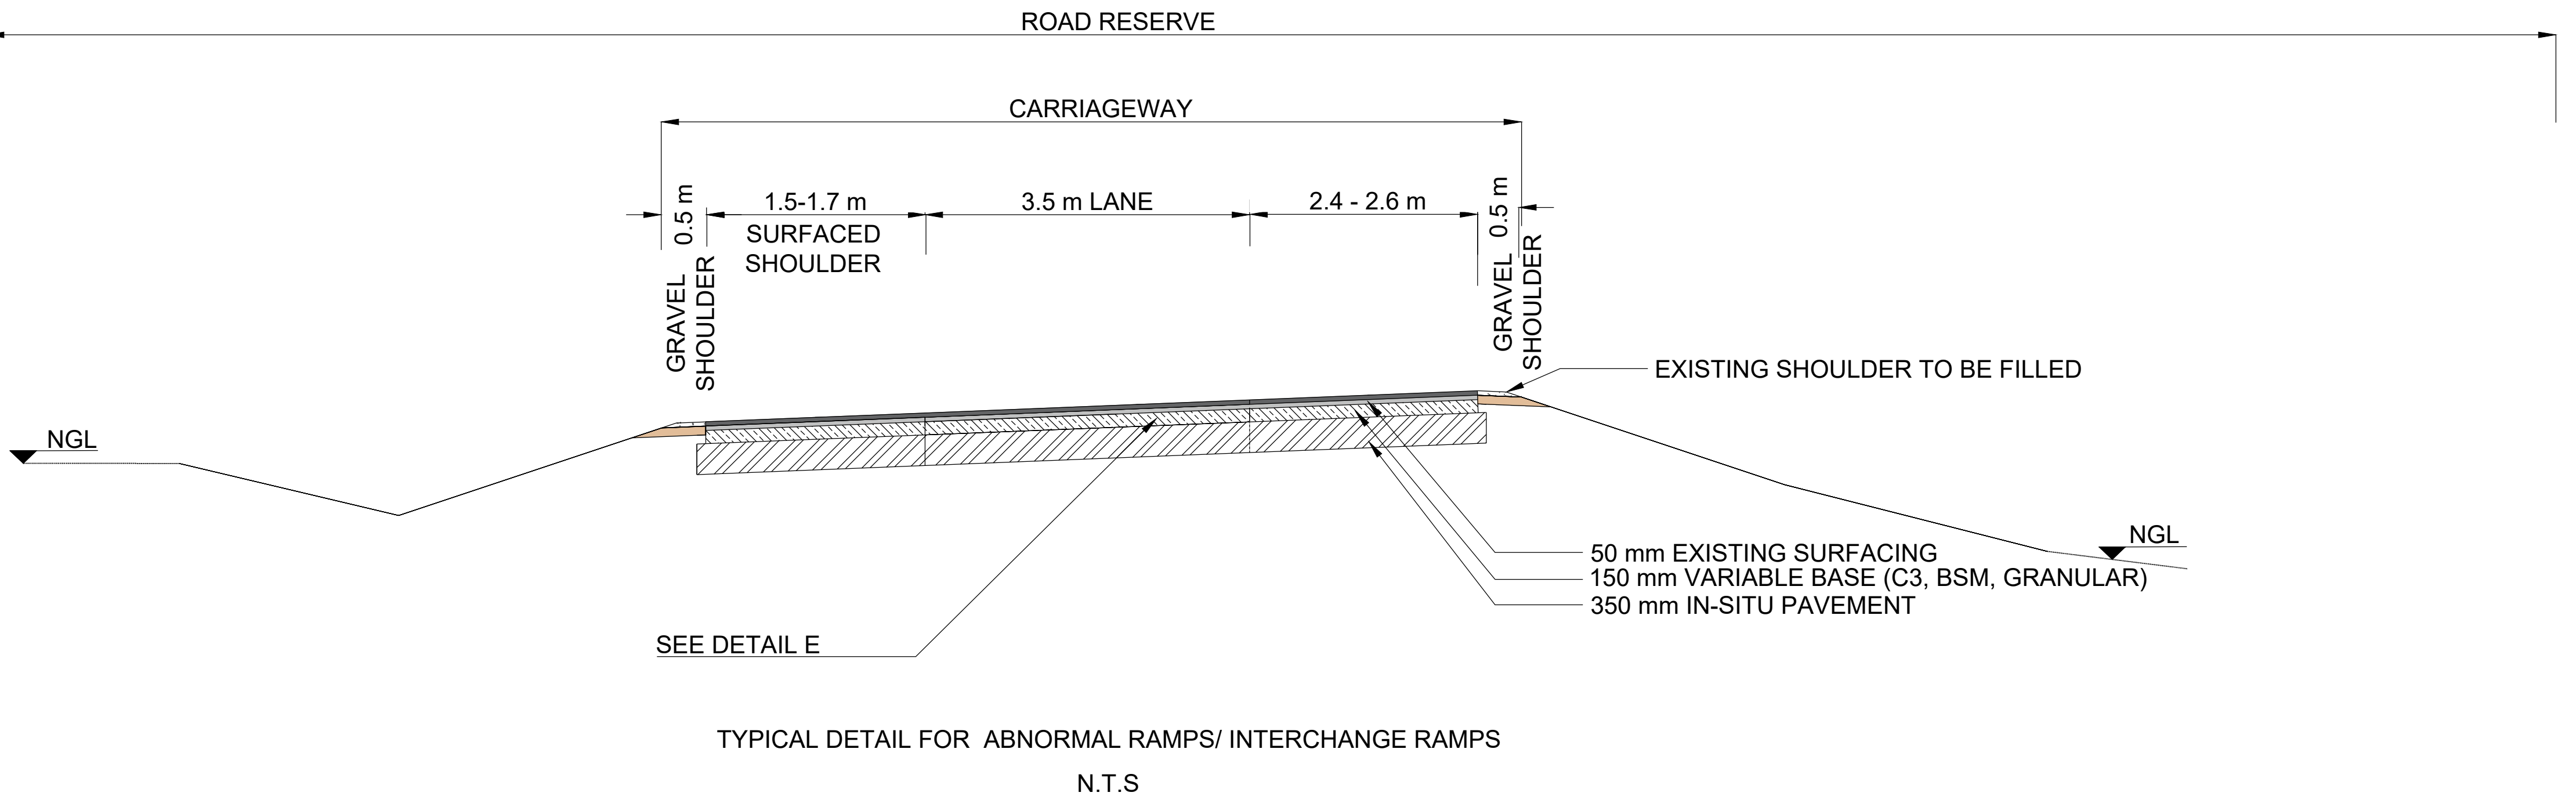 ROAD RESERVE
CARRIAGEWAY
0.5 m
1.5-1.7 m
3.5 m LANE
2.4 - 2.6 m
0.5 m
SURFACED
SHOULDER
GRAVEL
SHOULDER
GRAVEL
SHOULDER
EXISTING SHOULDER TO BE FILLED
NGL
NGL
50 mm EXISTING SURFACING
150 mm VARIABLE BASE (C3, BSM, GRANULAR)
350 mm IN-SITU PAVEMENT
SEE DETAIL E
TYPICAL DETAIL FOR  ABNORMAL RAMPS/ INTERCHANGE RAMPS
N.T.S